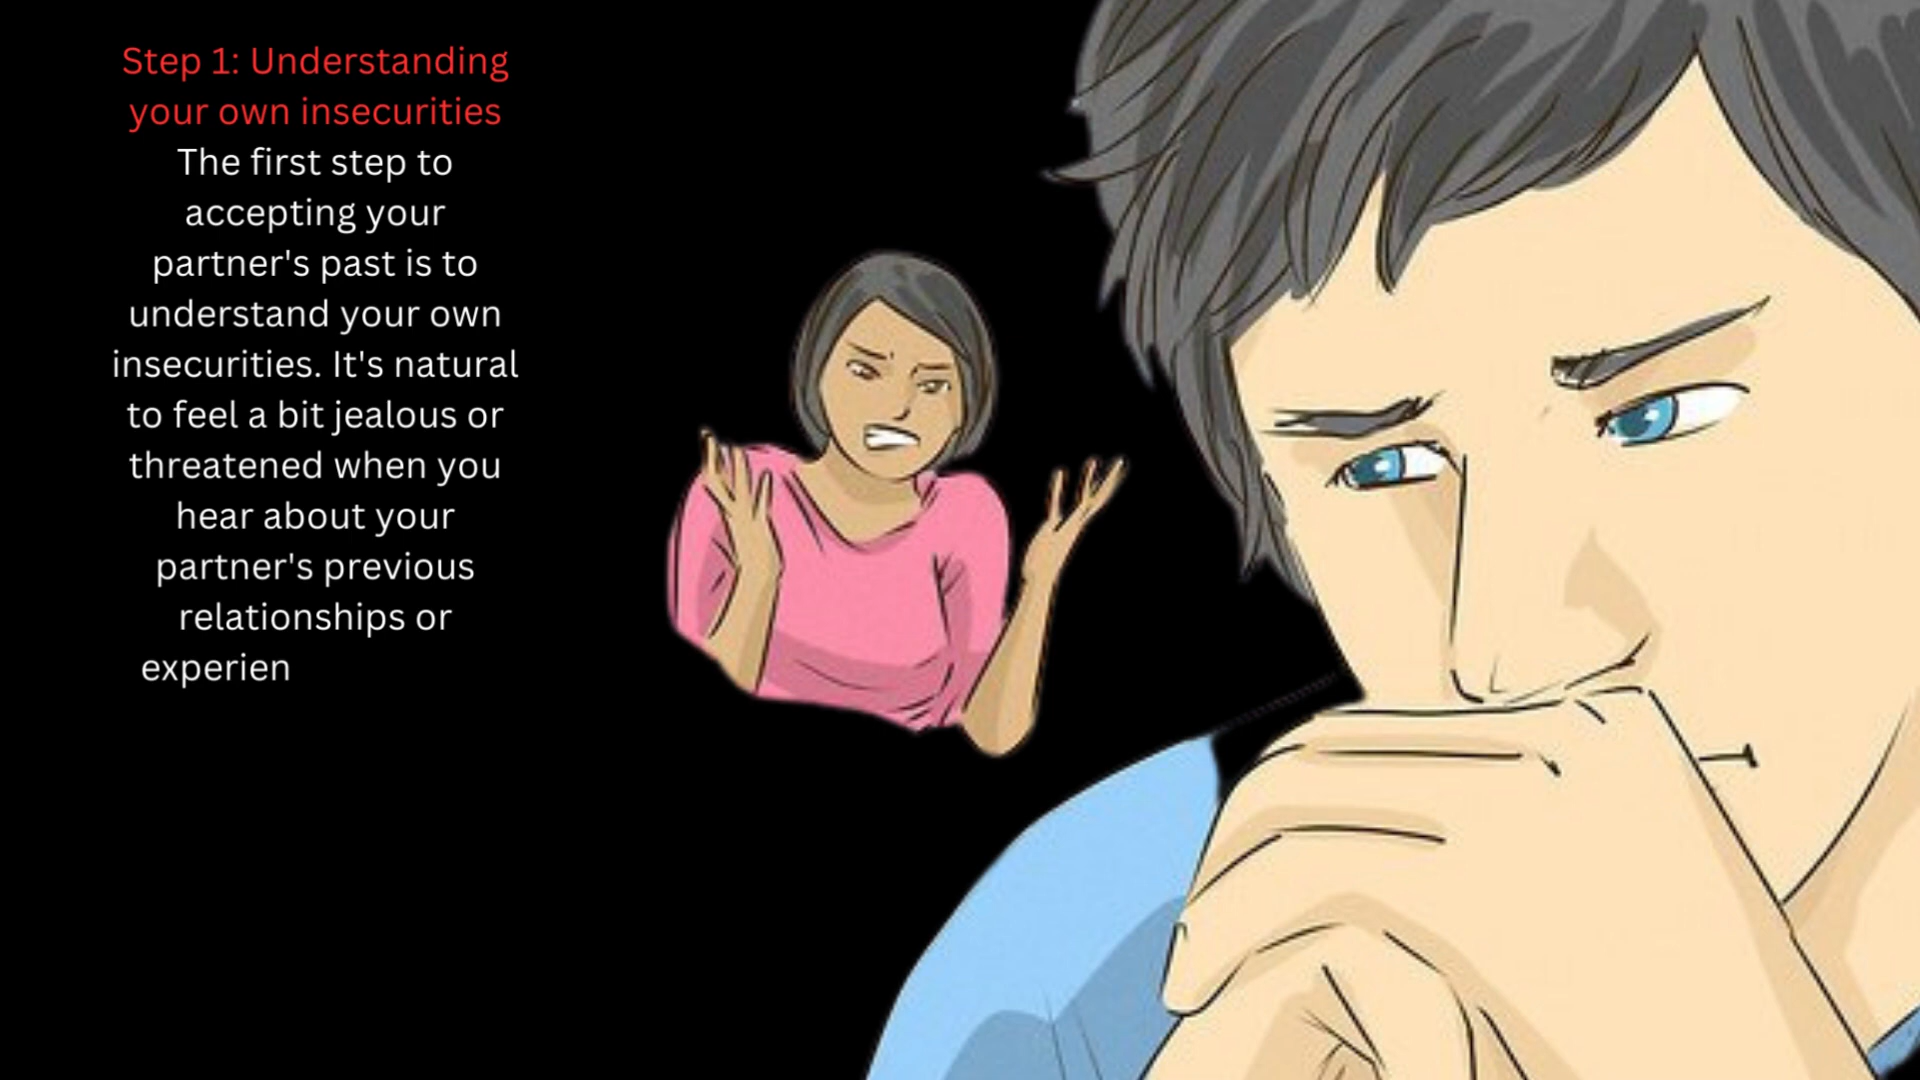 Step 1: Understanding
your own insecurities
The first step to
accepting your
partner's past is to
understand your own
insecurities. It's natural
to feel a bit jealous or
threatened when you
hear about your
partner's previous
relationships or
experien